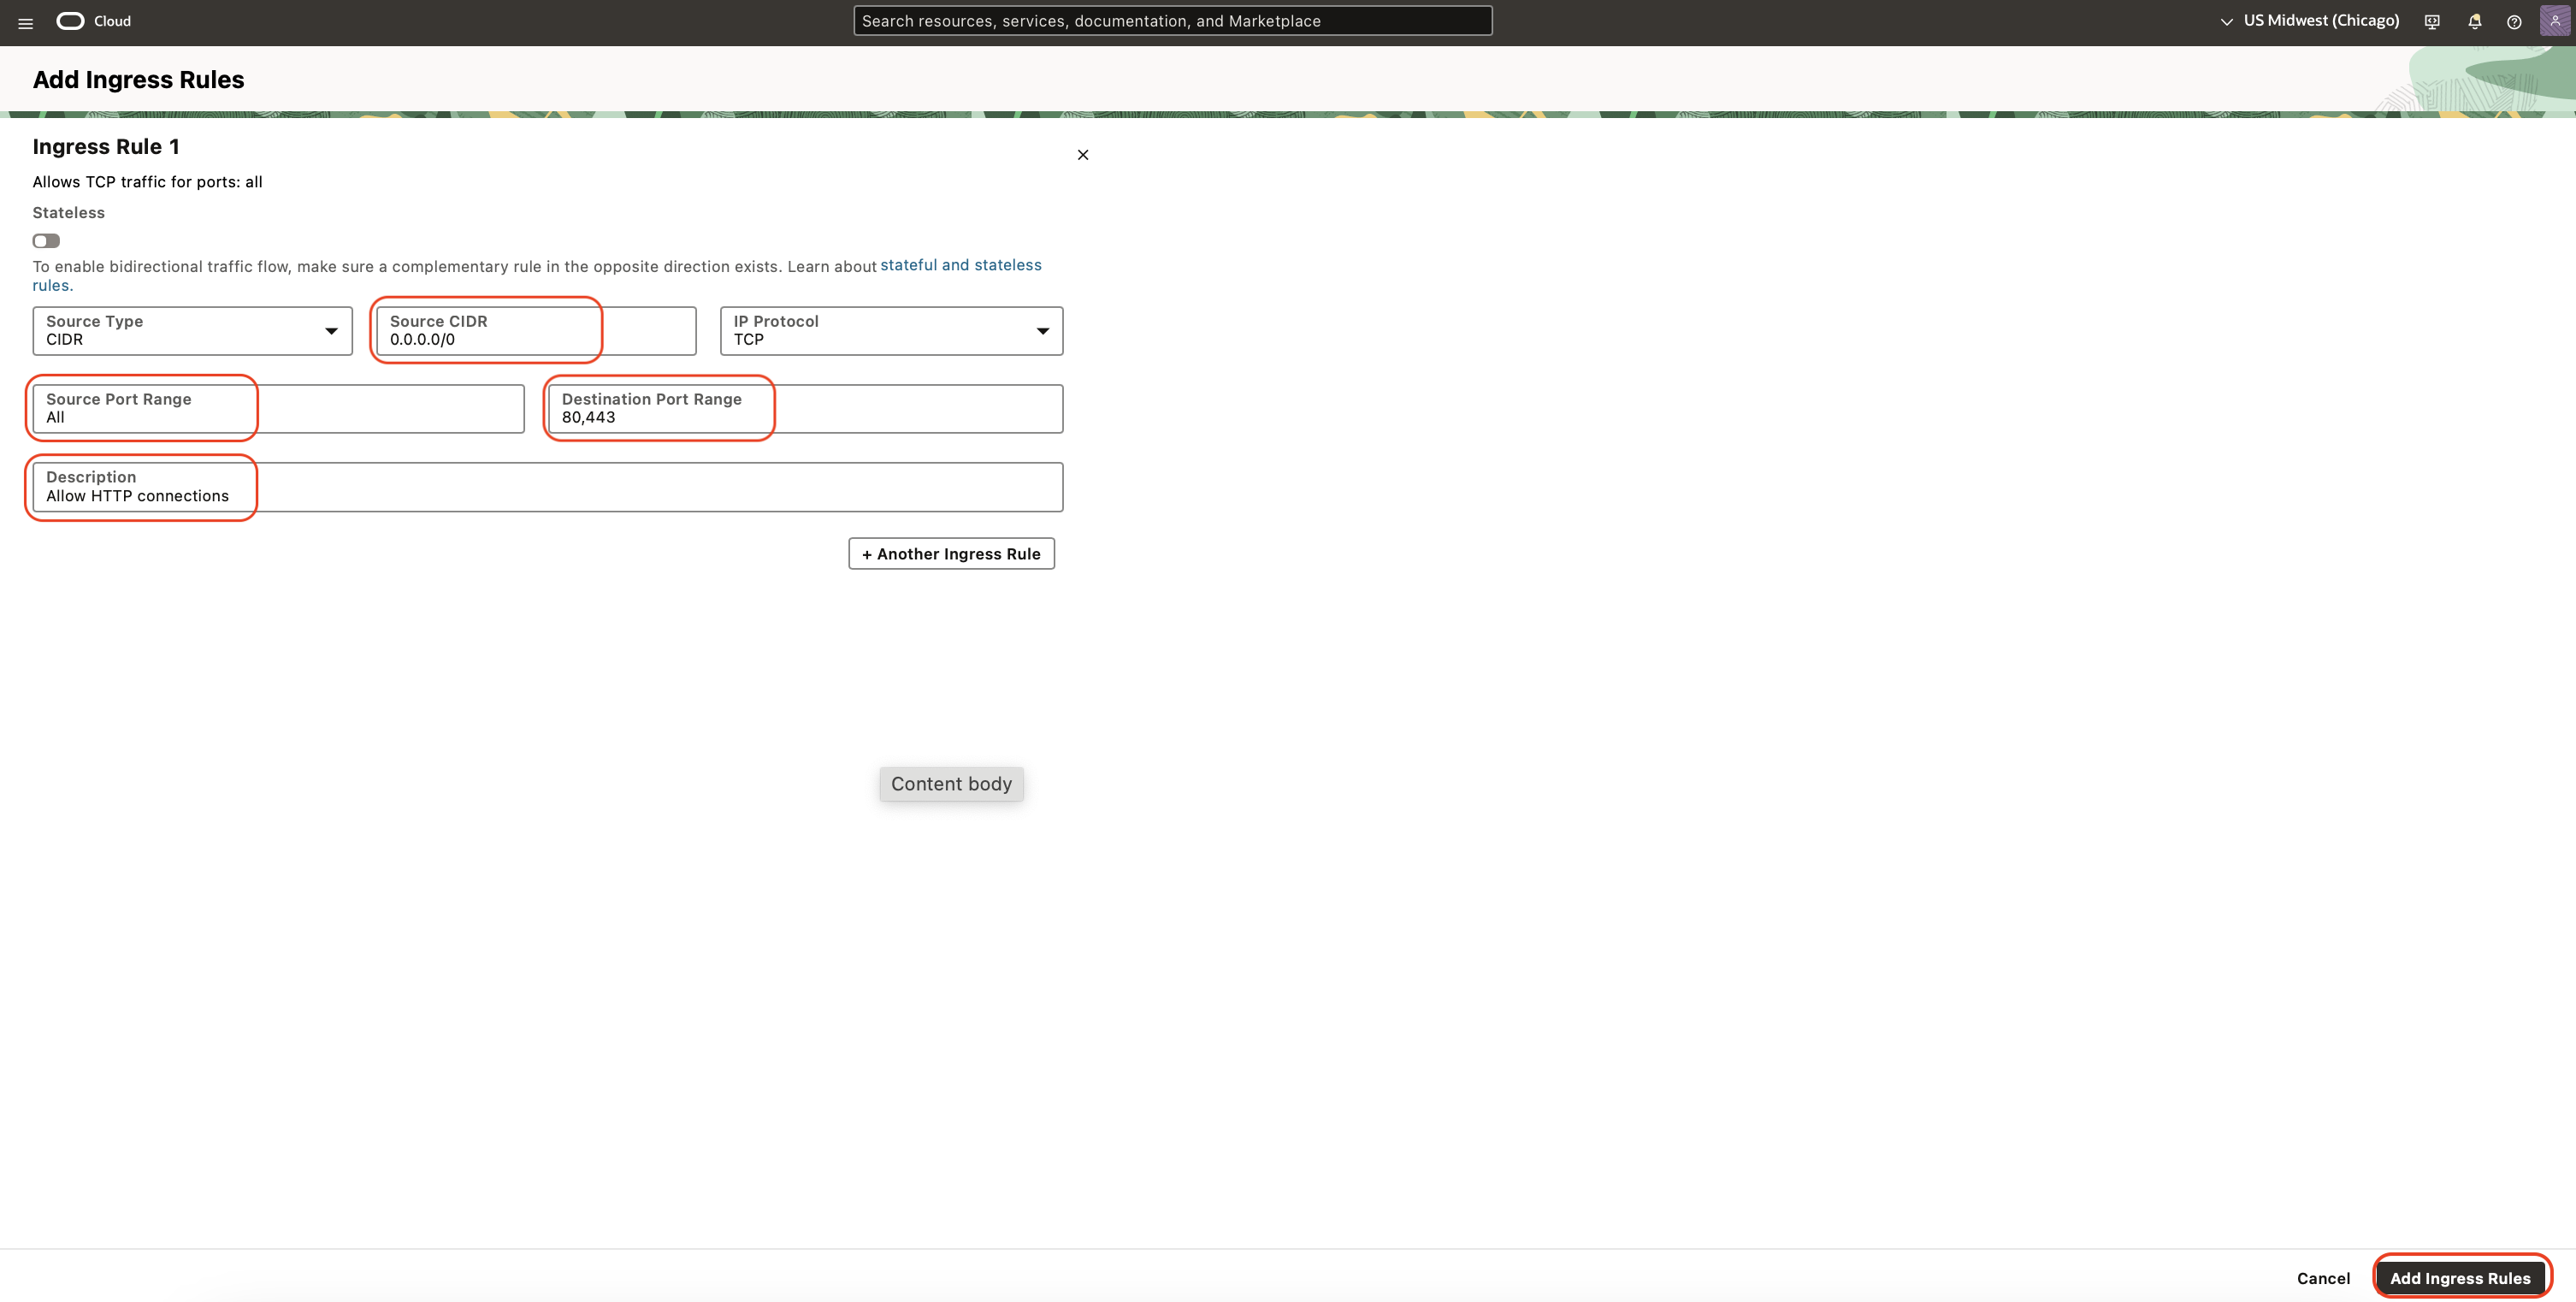 Cloud
Search resources, services, documentation, and Marketplace
US Midwest (Chicago)
Add Ingress Rules
Ingress Rule 1
Allows TCP traffic for ports: all
Stateless
To enable bidirectional traffic flow, make sure a complementary rule in the opposite direction exists. Learn about stateful and stateless
rules.
Source Type
CIDR
Source CIDR
0.0.0.0/0
IP Protocol
TCP
Source Port Range
All
Destination Port Range
80,443
Description
Allow HTTP connections
+ Another Ingress Rule
Content body
Cancel
Add Ingress Rules